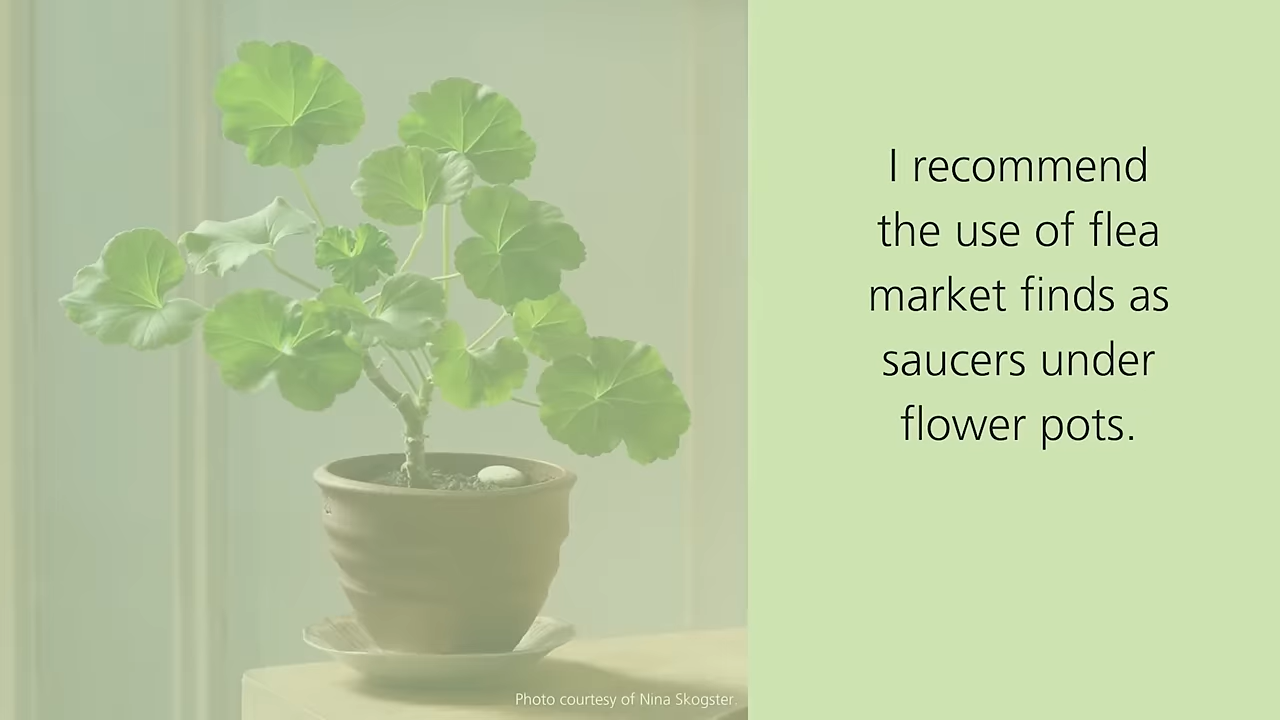 I recommend
the use of flea
market finds as
saucers under
flower pots.
Photo courtesy of Nina Skogster.